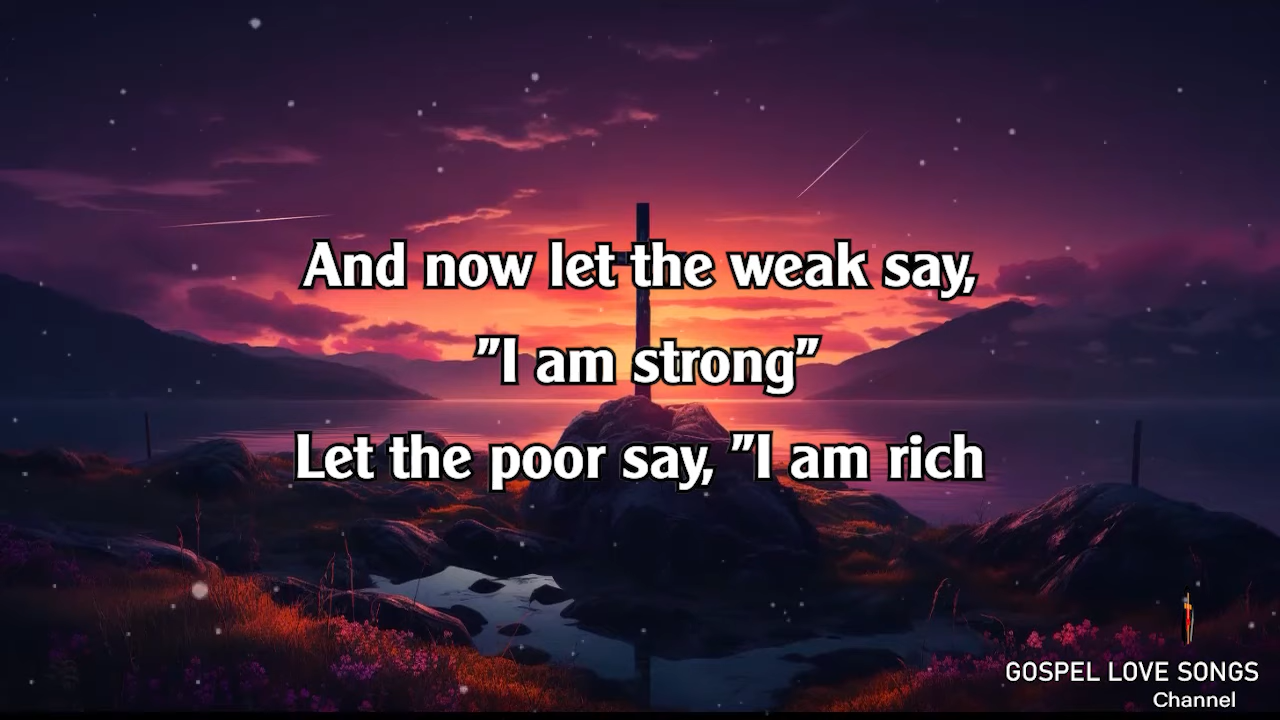 And now let the weak say,
"I am strong"
Let the poor say, "I am rich
GOSPEL LOVE SONGS
Channel